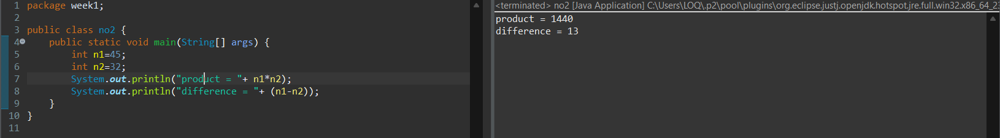 1 package week1;
2
3 public class no2 {
4 public static void main(String[] args) {
5 int n1=45;
6 int n2=32;
7 System.out.println("product = "+ n1*n2);
8 System.out.println("difference = "+ (n1-n2));
9 }
10 }
11
<terminated> no2 [Java Application] C:\Users\LOQ\.p2\pool\plugins\org.eclipse.justj.openjdk.hotspot.jre.full.win32.x86_64_23
product = 1440
difference = 13